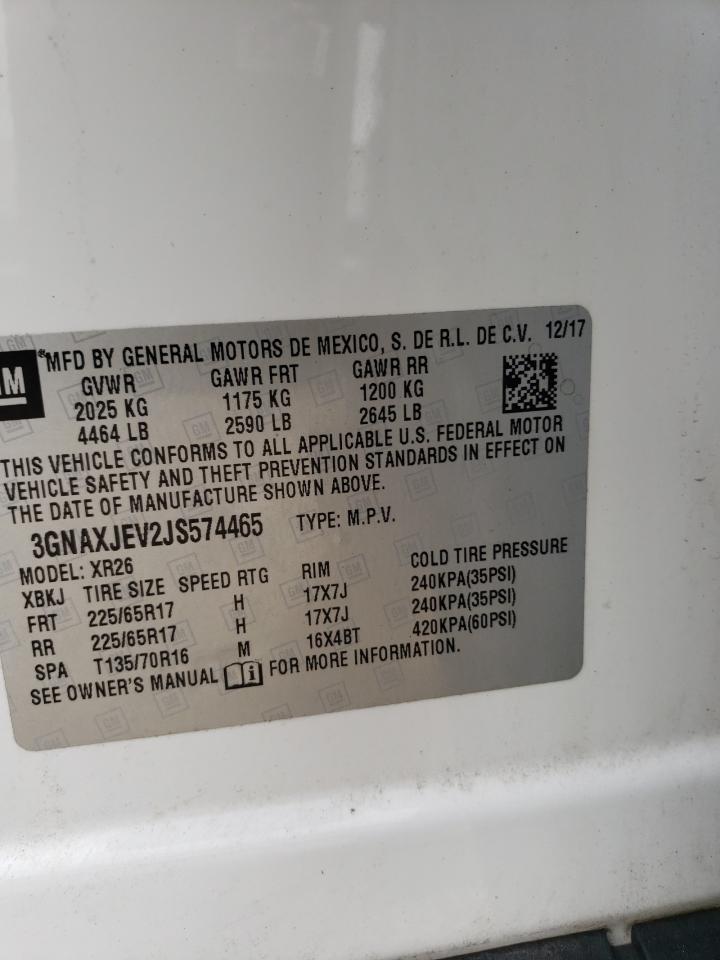 GM *MFD BY GENERAL MOTORS DE MEXICO, S. DE R.L. DE C.V. 12/17
GVWR GAWR FRT GAWR RR
2025 KG 1175 KG 1200 KG
4464 LB 2590 LB 2645 LB
THIS VEHICLE CONFORMS TO ALL APPLICABLE U.S. FEDERAL MOTOR
VEHICLE SAFETY AND THEFT PREVENTION STANDARDS IN EFFECT ON
THE DATE OF MANUFACTURE SHOWN ABOVE.
3GNAXJEV2JS574465 TYPE: M.P.V.
MODEL: XR26
XBKJ TIRE SIZE SPEED RTG RIM COLD TIRE PRESSURE
FRT 225/65R17 H 17X7J 240KPA(35PSI)
RR 225/65R17 H 17X7J 240KPA(35PSI)
SPA T135/70R16 M 16X4BT 420KPA(60PSI)
SEE OWNER'S MANUAL i FOR MORE INFORMATION.